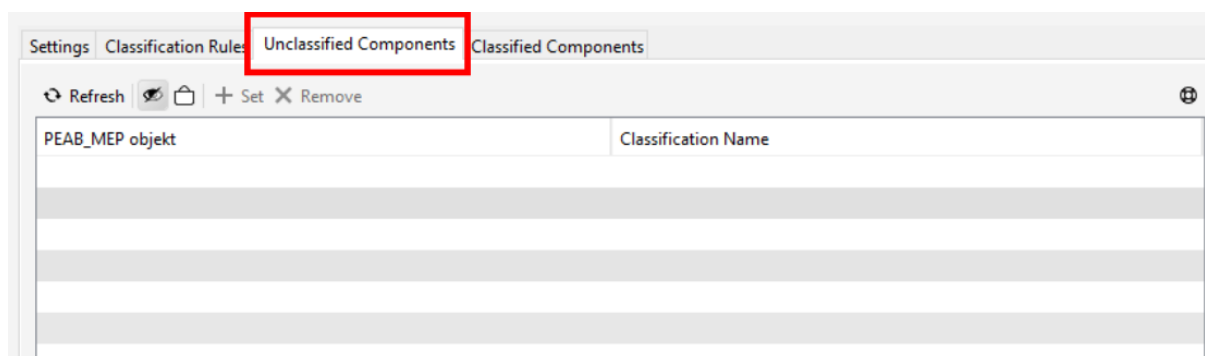 Settings Classification Rules Unclassified Components Classified Components
Refresh Set Remove
PEAB_MEP objekt Classification Name